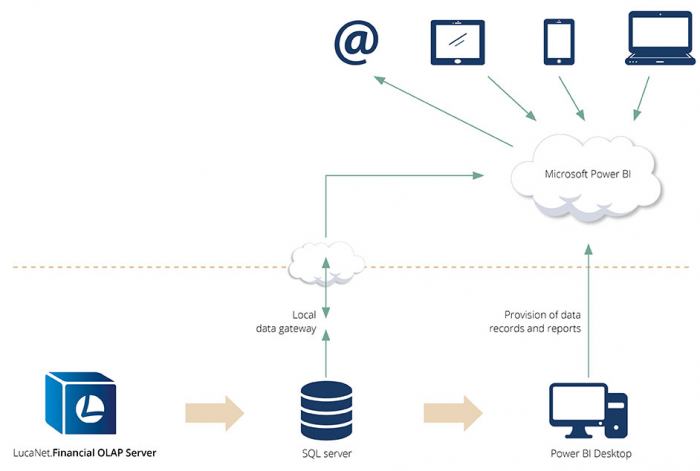 @
Microsoft Power BI
Local
data gateway
Provision of data
records and reports
LucaNet.Financial OLAP Server
SQL server
Power BI Desktop